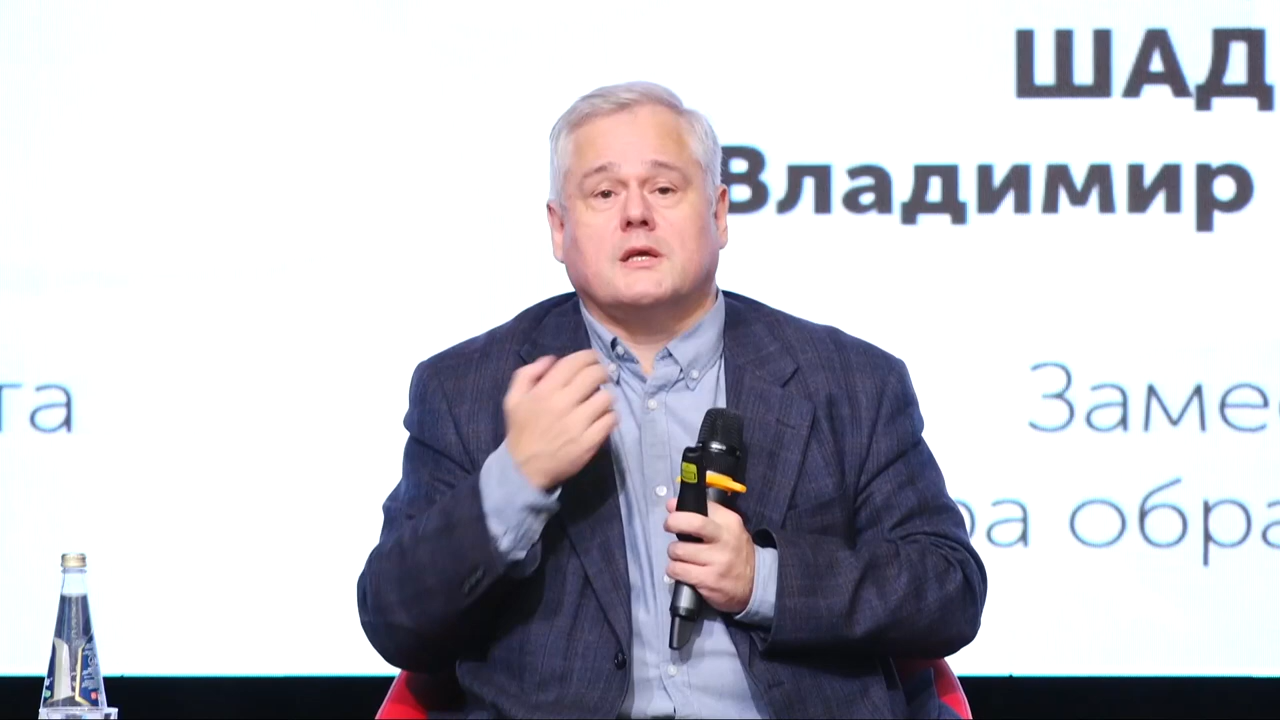 ШАД
Владимир
та
Заме
ра обра